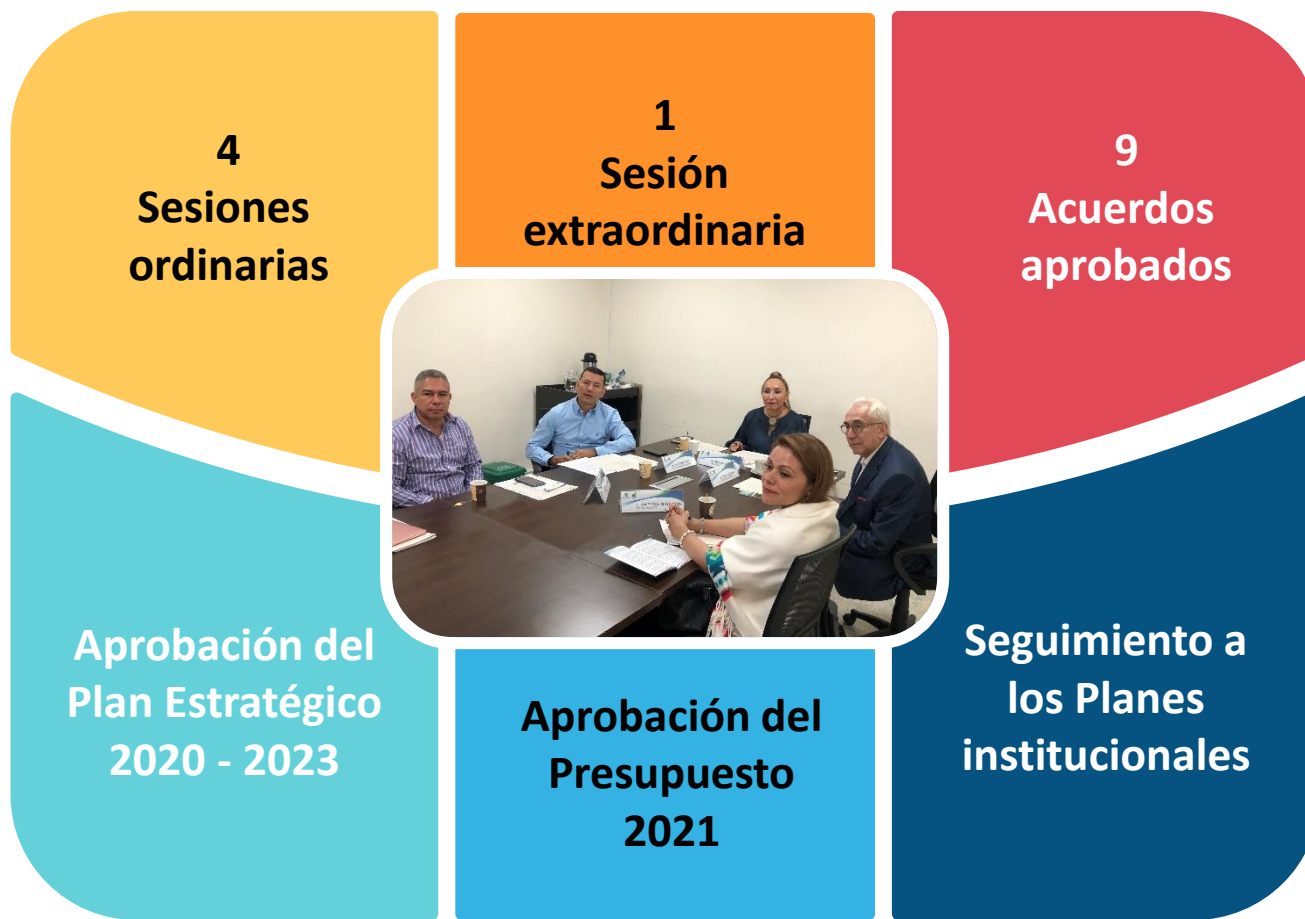 4
Sesiones
ordinarias
1
Sesión
extraordinaria
9
Acuerdos
aprobados
Aprobación del
Plan Estratégico
2020 - 2023
Aprobación del
Presupuesto
2021
Seguimiento a
los Planes
institucionales